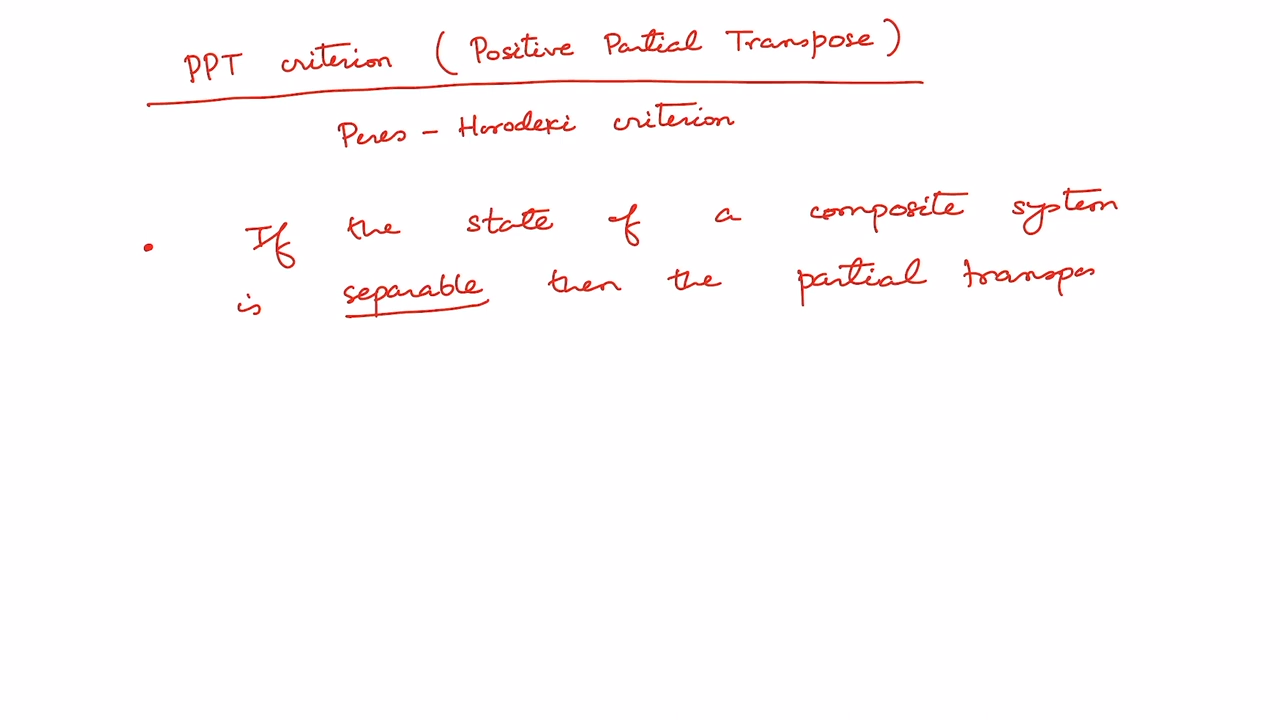 PPT criterion ( Positive Partial Transpose )
Peres - Horodeki criterion
• If the state of a composite system
is separable then the partial transpos